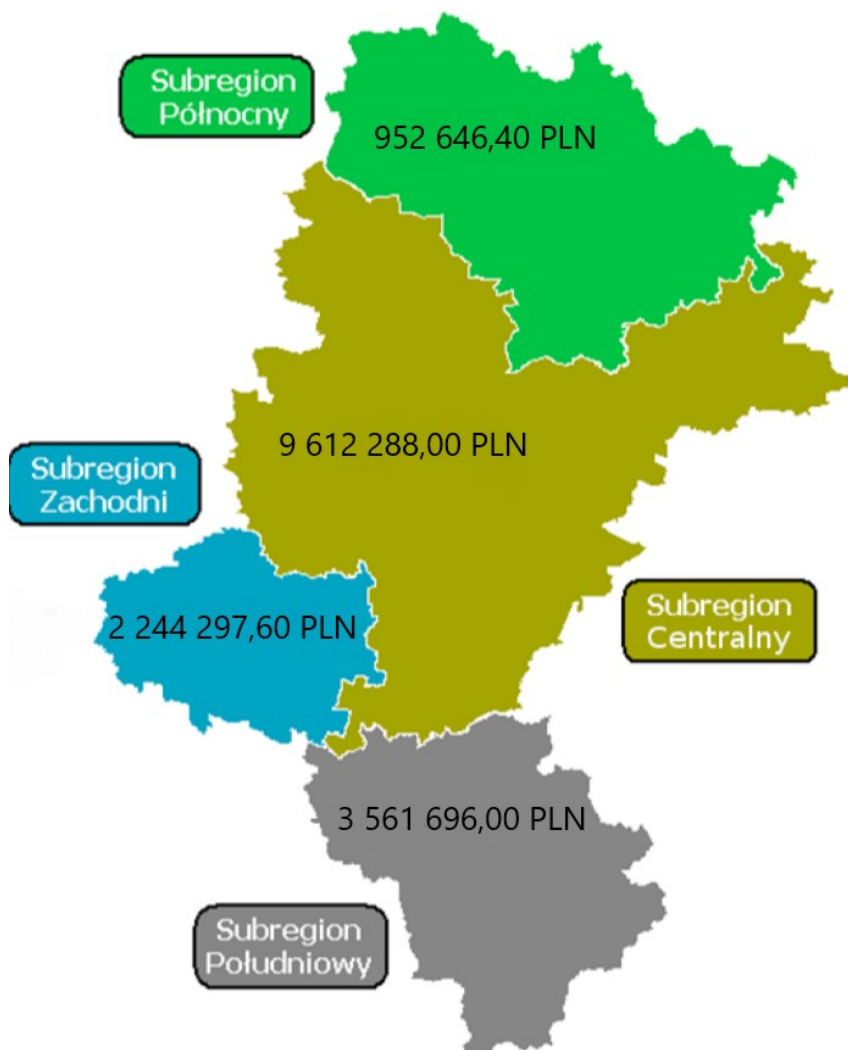 Subregion
Północny
952 646,40 PLN
9 612 288,00 PLN
Subregion
Zachodni
2 244 297,60 PLN
Subregion
Centralny
3 561 696,00 PLN
Subregion
Południowy